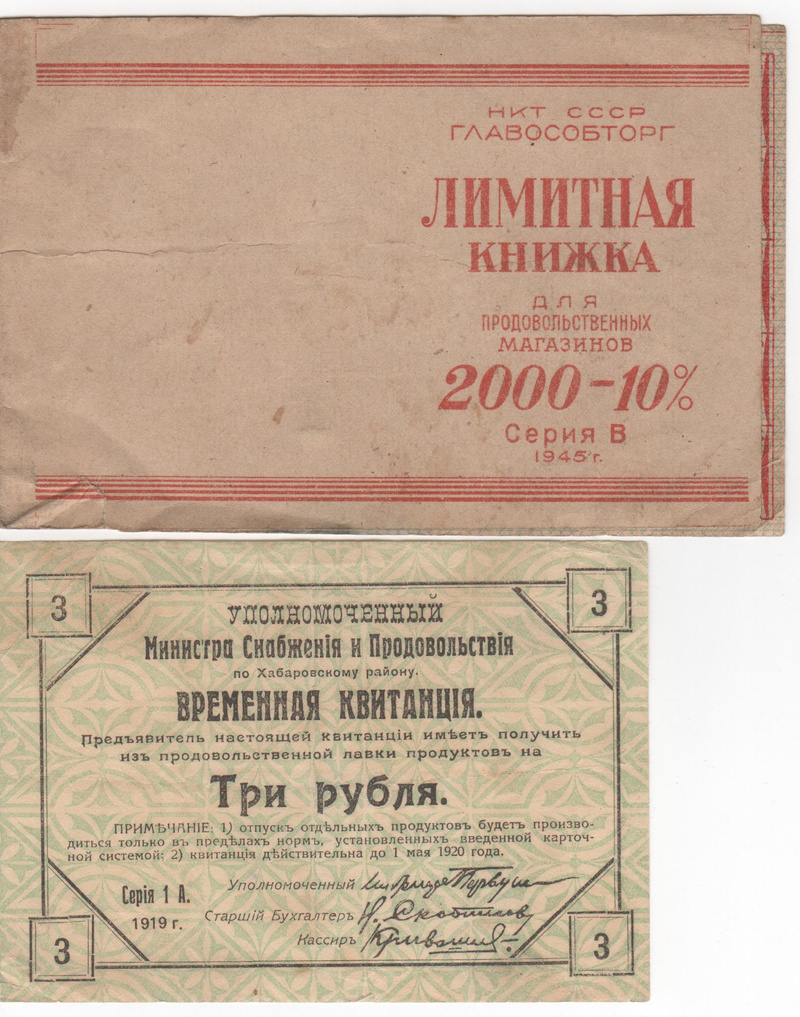 НКТ СССР
ГЛАВОСОБТОРГ
ЛИМИТНАЯ
КНИЖКА
ДЛЯ
ПРОДОВОЛЬСТВЕННЫХ
МАГАЗИНОВ
2000-10%
Серия В
1945 г.
3 3
УПОЛНОМОЧЕННЫЙ
Министра Снабженія и Продовольствія
по Хабаровскому району.
ВРЕМЕННАЯ КВИТАНЦІЯ.
Предъявитель настоящей квитанціи имѣетъ получить
изъ продовольственной лавки продуктовъ на
Три рубля.
ПРИМѢЧАНІЕ: 1) отпускъ отдѣльныхъ продуктовъ будетъ произво-
диться только въ предѣлахъ нормъ, установленныхъ введенной карточ-
ной системой; 2) квитанція дѣйствительна до 1 мая 1920 года.
Серія 1 А.
1919 г.
Уполномоченный
Старшій Бухгалтеръ
Кассиръ
3 3